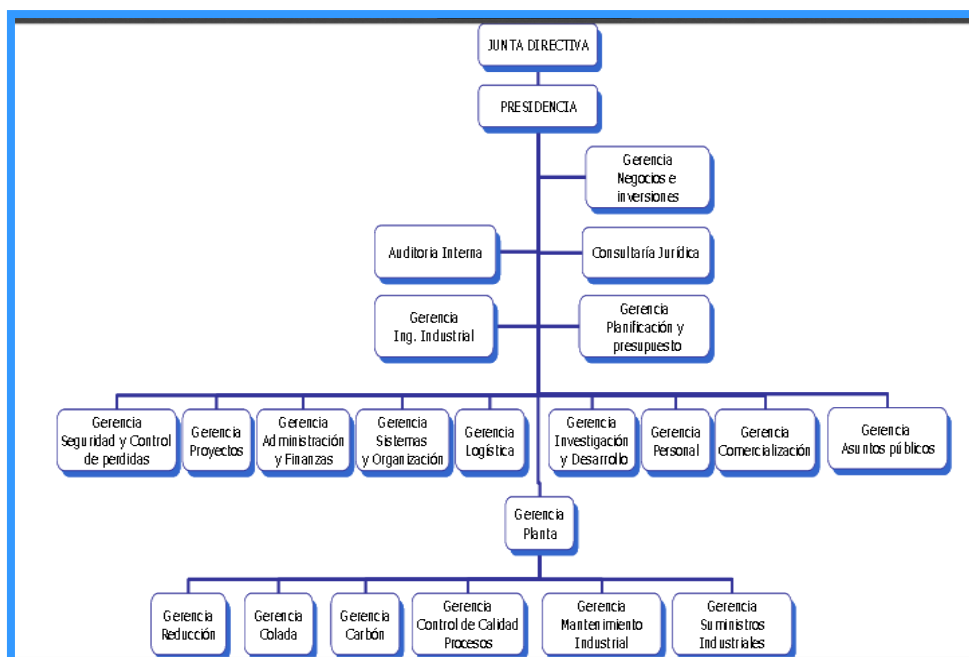 JUNTA DIRECTIVA
PRESIDENCIA
Gerencia
Negocios e
inversiones
Auditoria Interna
Consultaría Jurídica
Gerencia
Ing. Industrial
Gerencia
Planificación y
presupuesto
Gerencia
Seguridad y Control
de perdidas
Gerencia
Proyectos
Gerencia
Administración
y Finanzas
Gerencia
Sistemas
y Organización
Gerencia
Logística
Gerencia
Investigación
y Desarrollo
Gerencia
Personal
Gerencia
Comercialización
Gerencia
Asuntos públicos
Gerencia
Planta
Gerencia
Reducción
Gerencia
Colada
Gerencia
Carbón
Gerencia
Control de Calidad
Procesos
Gerencia
Mantenimiento
Industrial
Gerencia
Suministros
Industriales